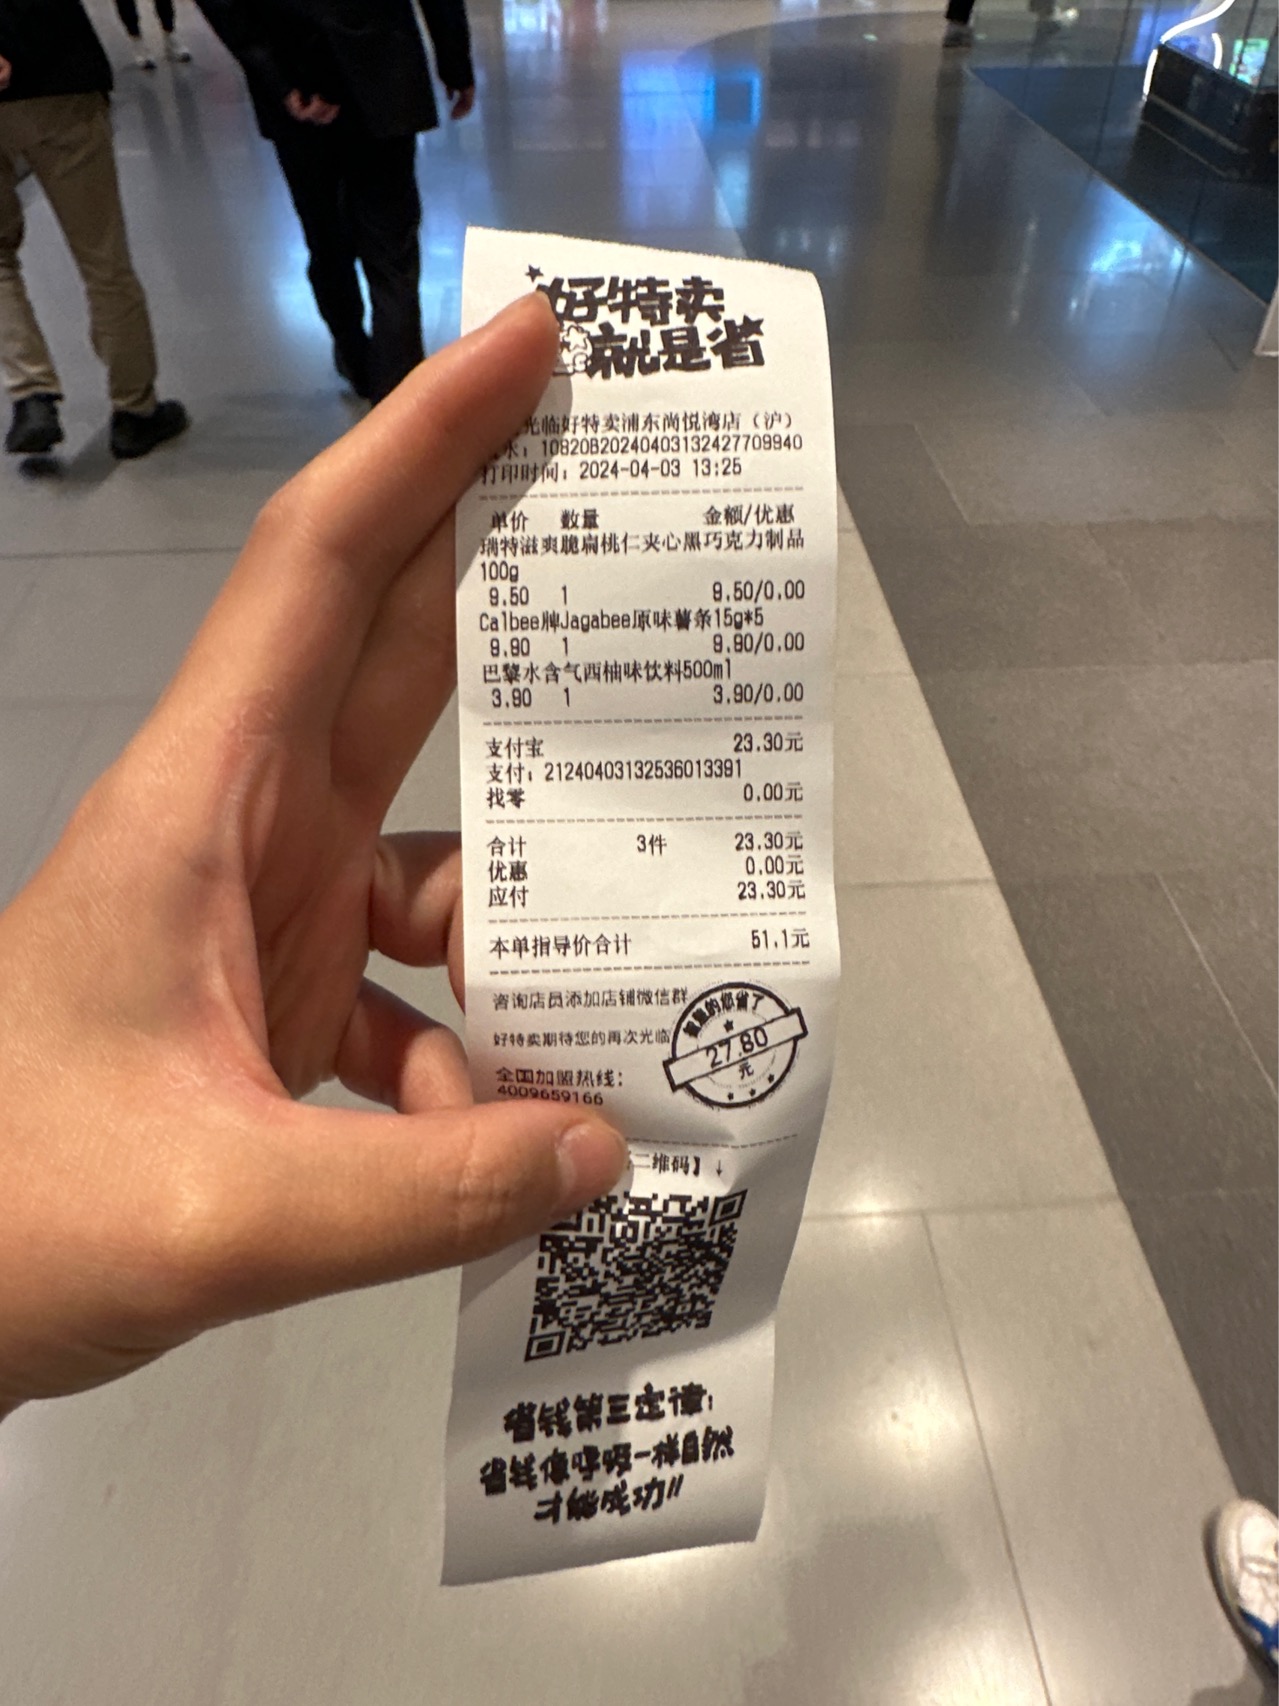 好特卖
就是省
光临好特卖浦东尚悦湾店（沪）
水：10820820240403132427709940
打印时间：2024-04-03 13:25
单价 数量 金额/优惠
瑞特滋爽脆扁桃仁夹心黑巧克力制品
100g
9.50 1 9.50/0.00
Calbee牌Jagabee原味薯条15g*5
9.90 1 9.90/0.00
巴黎水含气西柚味饮料500ml
3.90 1 3.90/0.00
支付宝 23.30元
支付：21240403132536013391
找零 0.00元
合计 3件 23.30元
优惠 0.00元
应付 23.30元
本单指导价合计 51.1元
咨询店员添加店铺微信群
好特卖期待您的再次光临
机智的您省了
27.80
元
全国加盟热线：
4009659166
二维码】↓
省钱第三定律：
省钱像呼吸一样自然
才能成功!!